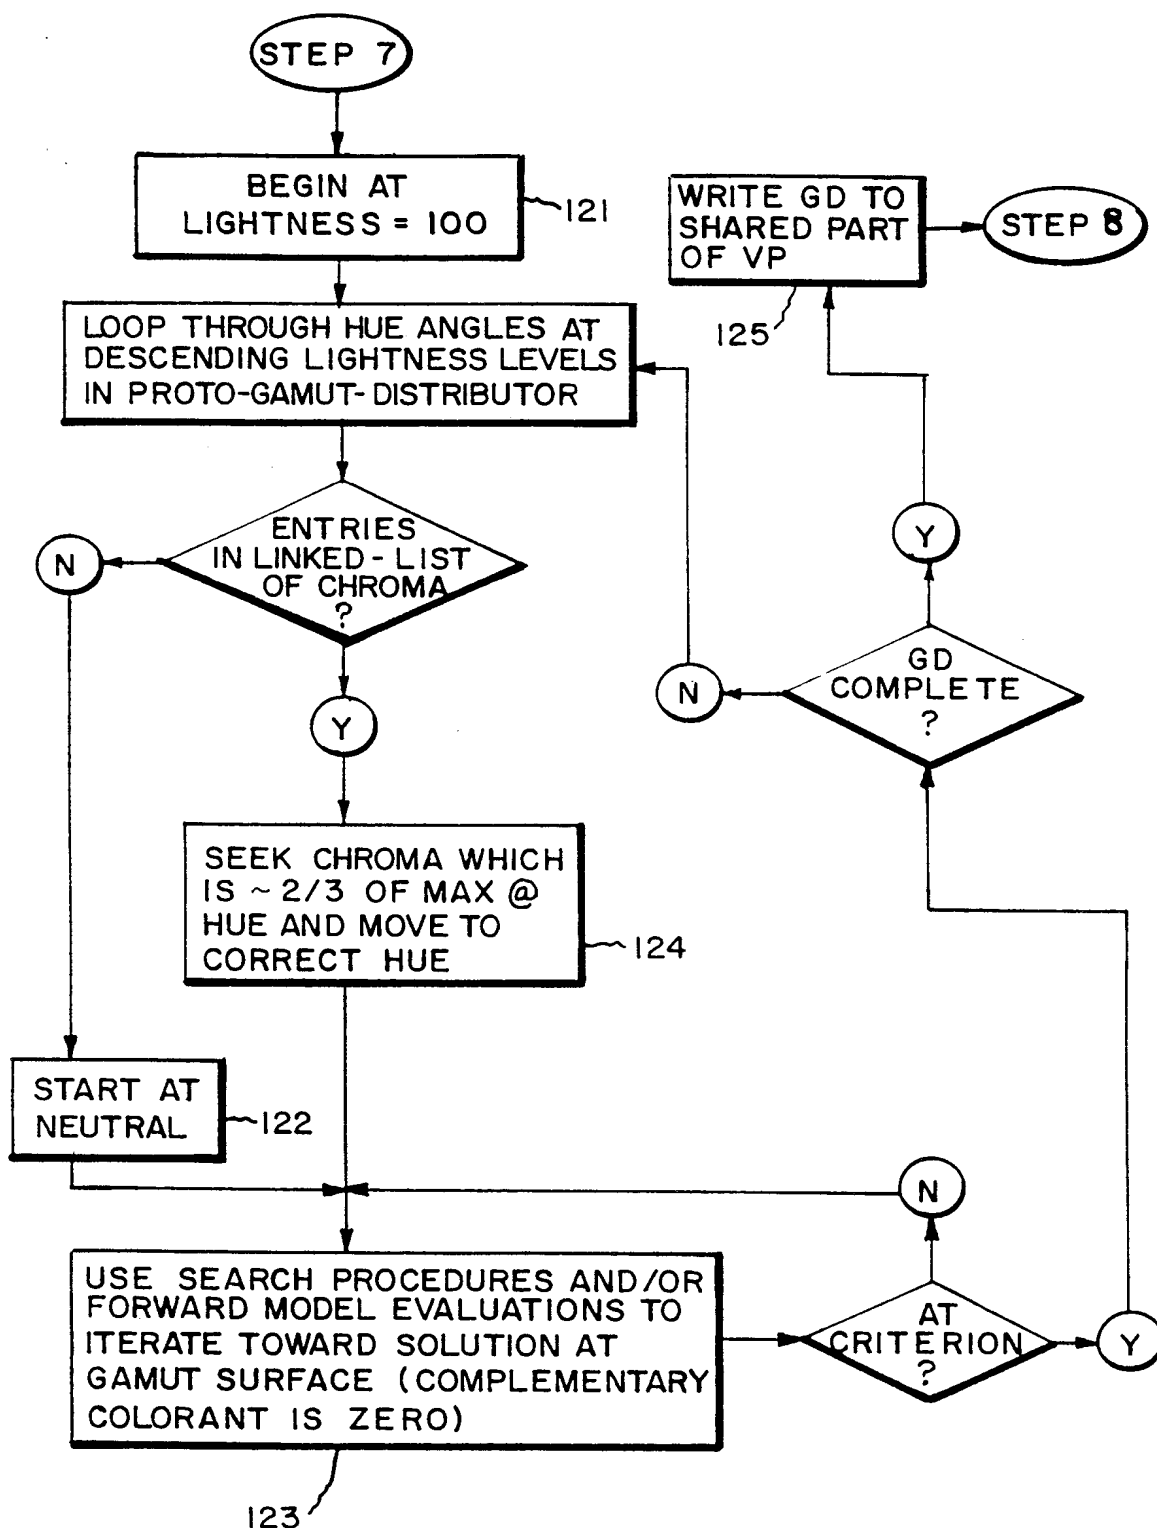 STEP 7
BEGIN AT
LIGHTNESS = 100
121
LOOP THROUGH HUE ANGLES AT
DESCENDING LIGHTNESS LEVELS
IN PROTO-GAMUT-DISTRIBUTOR
ENTRIES
IN LINKED-LIST
OF CHROMA
?
N
Y
SEEK CHROMA WHICH
IS ~ 2/3 OF MAX @
HUE AND MOVE TO
CORRECT HUE
124
START AT
NEUTRAL
122
USE SEARCH PROCEDURES AND/OR
FORWARD MODEL EVALUATIONS TO
ITERATE TOWARD SOLUTION AT
GAMUT SURFACE (COMPLEMENTARY
COLORANT IS ZERO)
123
AT
CRITERION
?
N
Y
GD
COMPLETE
?
N
Y
WRITE GD TO
SHARED PART
OF VP
125
STEP 8